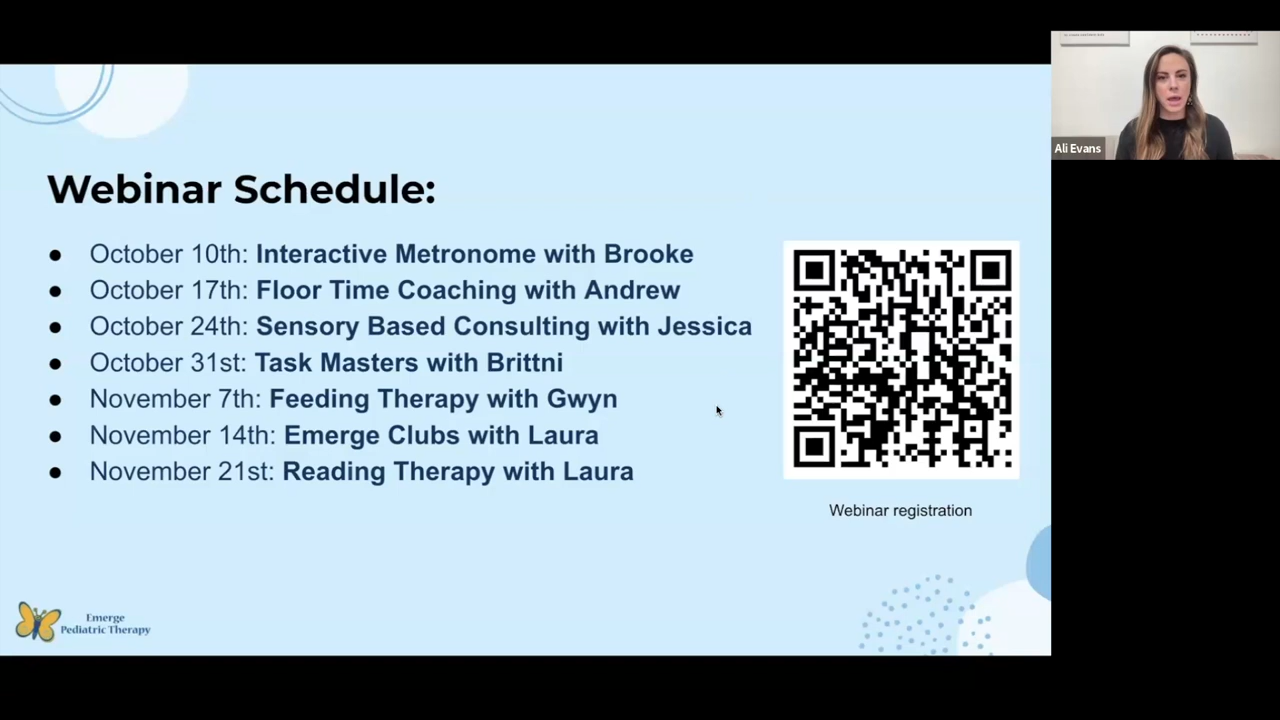 Webinar Schedule:
● October 10th: Interactive Metronome with Brooke
● October 17th: Floor Time Coaching with Andrew
● October 24th: Sensory Based Consulting with Jessica
● October 31st: Task Masters with Brittni
● November 7th: Feeding Therapy with Gwyn
● November 14th: Emerge Clubs with Laura
● November 21st: Reading Therapy with Laura
Webinar registration
Emerge
Pediatric Therapy
Ali Evans